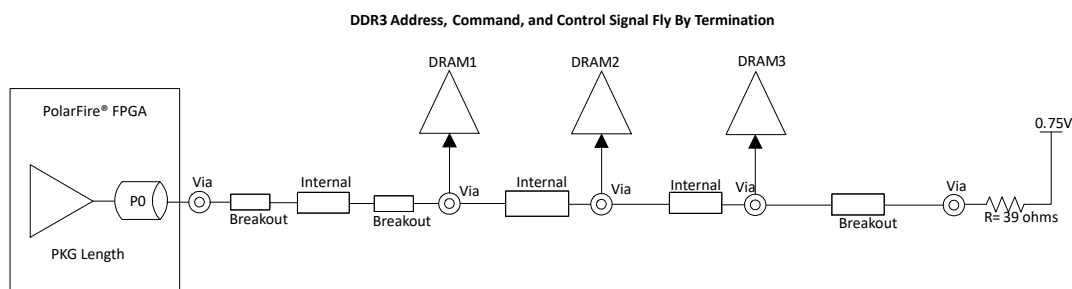 DDR3 Address, Command, and Control Signal Fly By Termination
DRAM1
DRAM2
DRAM3
PolarFire® FPGA
0.75V
P0
Via
Internal
Via
Internal
Via
Internal
Via
Via
Breakout
Breakout
Breakout
R= 39 ohms
PKG Length